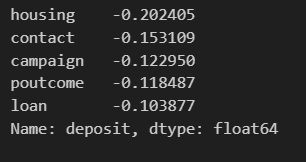 housing -0.202405
contact -0.153109
campaign -0.122950
poutcome -0.118487
loan -0.103877
Name: deposit, dtype: float64